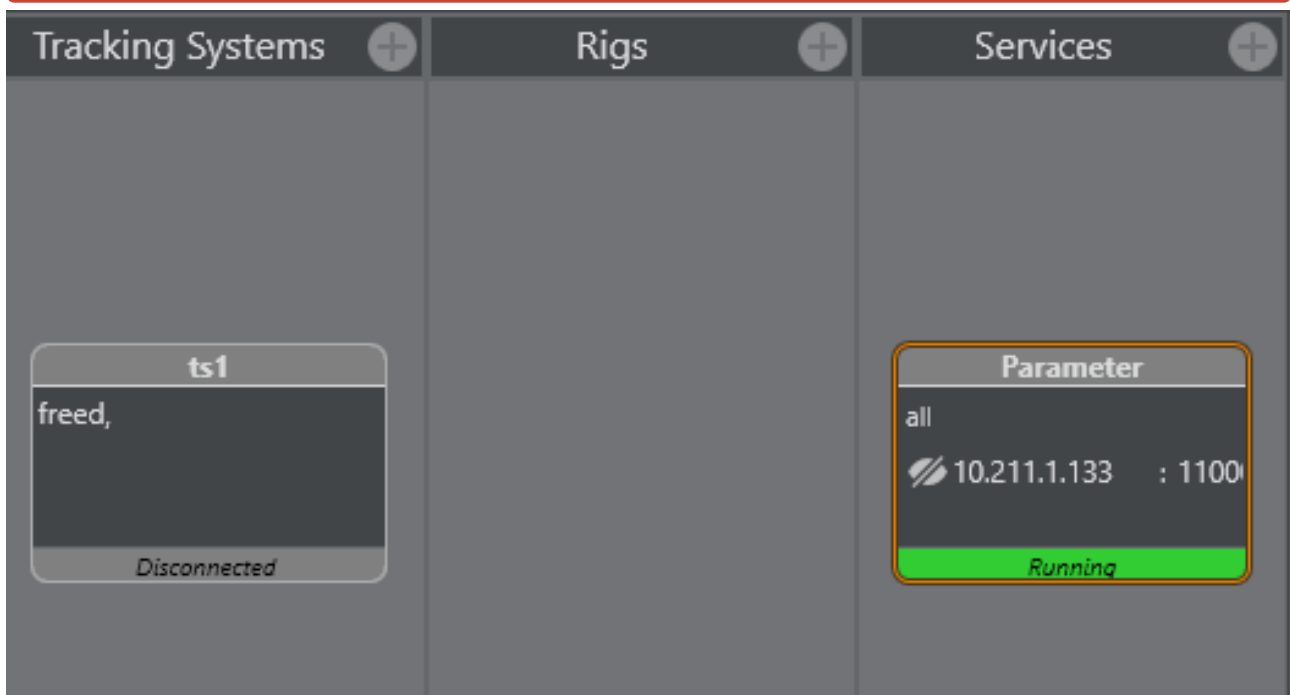 Tracking Systems
Rigs
Services
ts1
freed,
Disconnected
Parameter
all
10.211.1.133 : 1100
Running